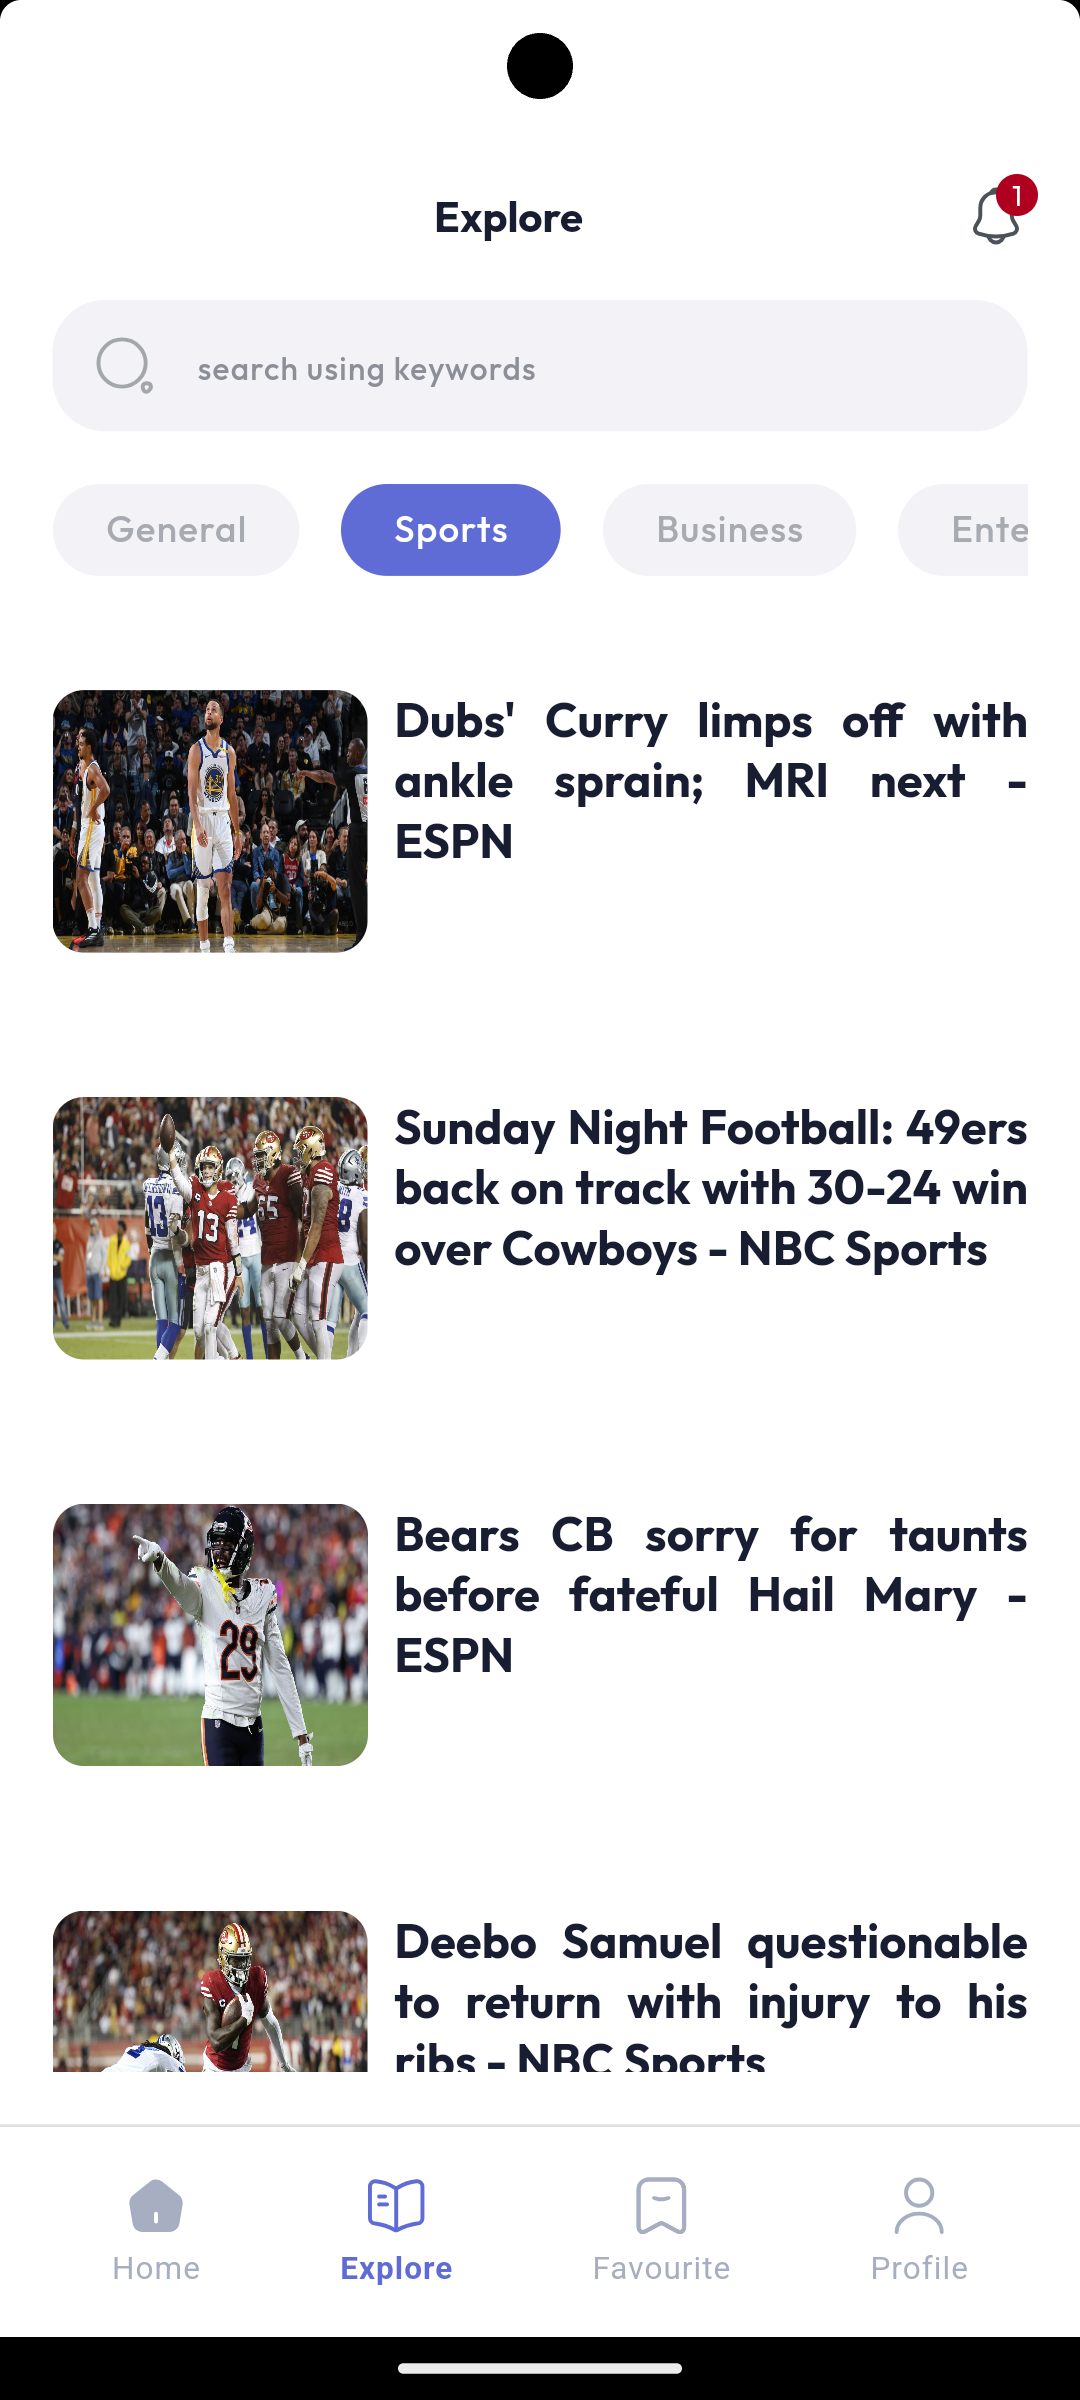 Explore
1
search using keywords
General
Sports
Business
Ente
Dubs' Curry limps off with
ankle sprain; MRI next -
ESPN
Sunday Night Football: 49ers
back on track with 30-24 win
over Cowboys - NBC Sports
Bears CB sorry for taunts
before fateful Hail Mary -
ESPN
Deebo Samuel questionable
to return with injury to his
ribs - NBC Sports
Home
Explore
Favourite
Profile